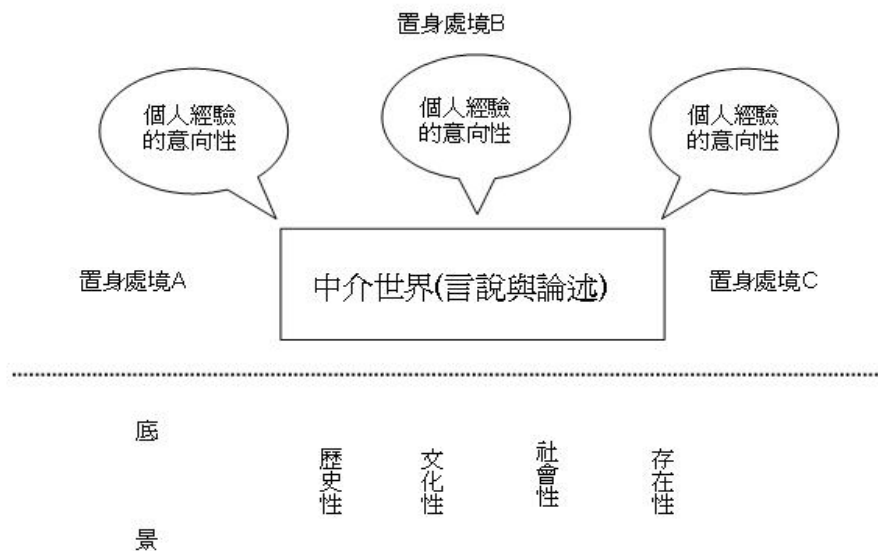 置身處境B
個人經驗
的意向性
個人經驗
的意向性
個人經驗
的意向性
置身處境A
中介世界(言說與論述)
置身處境C
底景
歷史性
文化性
社會性
存在性